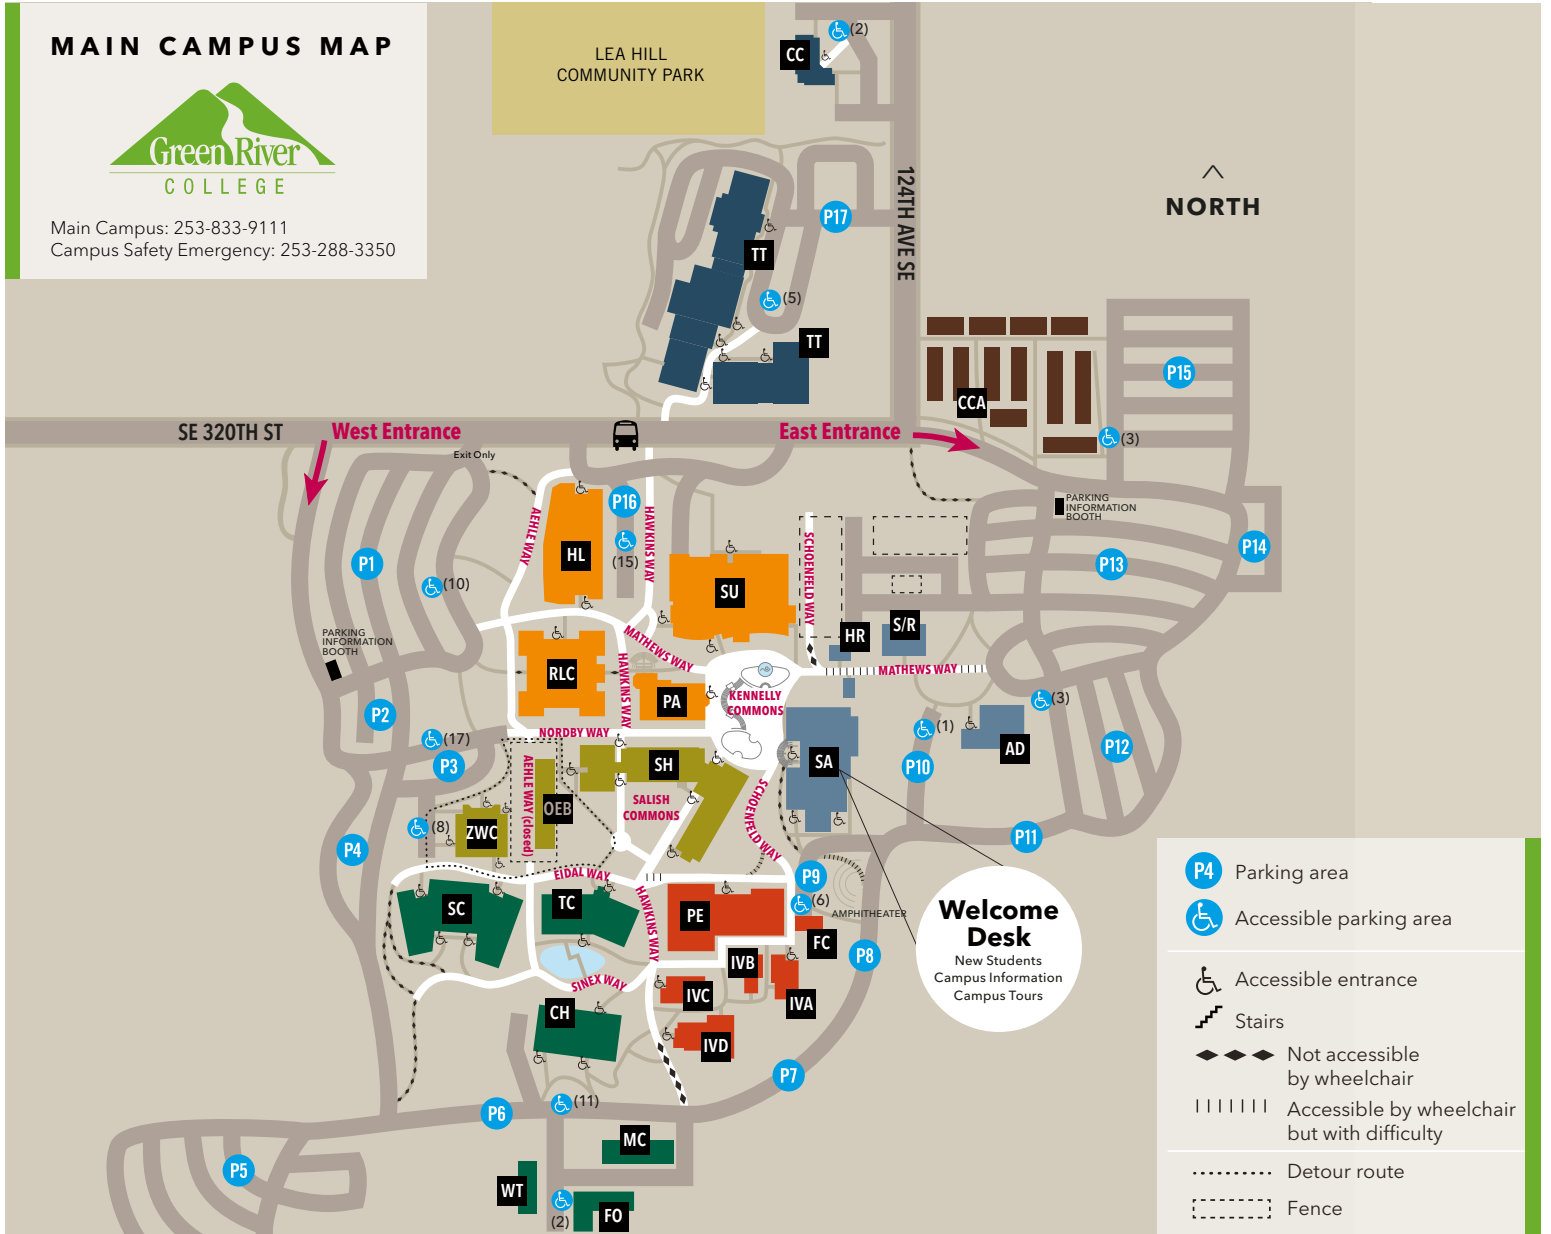 MAIN CAMPUS MAP
Green River
COLLEGE
Main Campus: 253-833-9111
Campus Safety Emergency: 253-288-3350
LEA HILL
COMMUNITY PARK
CC
(2)
124TH AVE SE
NORTH
P17
TT
(5)
TT
P15
CCA
(3)
SE 320TH ST
West Entrance
East Entrance
Exit Only
PARKING
INFORMATION
BOOTH
P16
(15)
AEHLE WAY
HAWKINS WAY
HL
SU
SCHOENFELD WAY
P1
(10)
P13
P14
PARKING
INFORMATION
BOOTH
HR
S/R
MATHEWS WAY
MATHEWS WAY
RLC
HAWKINS WAY
PA
KENNELLY
COMMONS
P2
(17)
P3
NORDBY WAY
(3)
(1)
AD
P12
P10
SA
SH
AEHLE WAY (closed)
OEB
SALISH
COMMONS
SCHOENFELD WAY
(8)
ZWC
P4
P11
EIDAL WAY
P9
(6)
AMPHITHEATER
SC
TC
HAWKINS WAY
PE
FC
P8
IVB
IVA
IVC
IVD
SINEX WAY
CH
Welcome
Desk
New Students
Campus Information
Campus Tours
P7
P6
(11)
MC
P5
WT
(2)
FO
P4
Parking area
Accessible parking area
Accessible entrance
Stairs
Not accessible
by wheelchair
Accessible by wheelchair
but with difficulty
Detour route
Fence